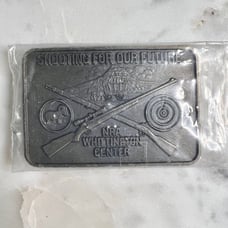 SHOOTING FOR OUR FUTURE
NRA
WHITTINGTON
CENTER